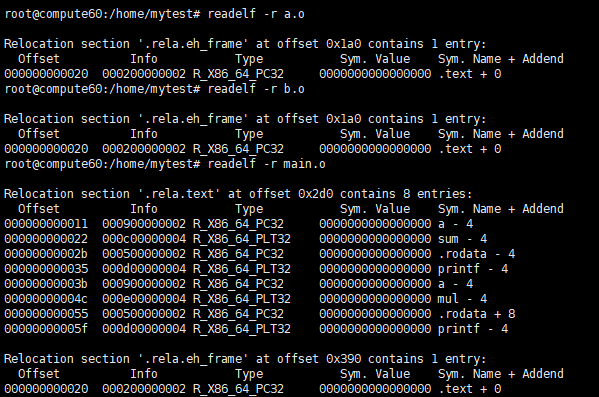 root@compute60:/home/mytest# readelf -r a.o

Relocation section '.rela.eh_frame' at offset 0x1a0 contains 1 entry:
  Offset          Info           Type           Sym. Value    Sym. Name + Addend
000000000020  000200000002 R_X86_64_PC32     0000000000000000 .text + 0
root@compute60:/home/mytest# readelf -r b.o

Relocation section '.rela.eh_frame' at offset 0x1a0 contains 1 entry:
  Offset          Info           Type           Sym. Value    Sym. Name + Addend
000000000020  000200000002 R_X86_64_PC32     0000000000000000 .text + 0
root@compute60:/home/mytest# readelf -r main.o

Relocation section '.rela.text' at offset 0x2d0 contains 8 entries:
  Offset          Info           Type           Sym. Value    Sym. Name + Addend
000000000011  000900000002 R_X86_64_PC32     0000000000000000 a - 4
000000000022  000c00000004 R_X86_64_PLT32    0000000000000000 sum - 4
00000000002b  000500000002 R_X86_64_PC32     0000000000000000 .rodata - 4
000000000035  000d00000004 R_X86_64_PLT32    0000000000000000 printf - 4
00000000003b  000900000002 R_X86_64_PC32     0000000000000000 a - 4
00000000004c  000e00000004 R_X86_64_PLT32    0000000000000000 mul - 4
000000000055  000500000002 R_X86_64_PC32     0000000000000000 .rodata + 8
00000000005f  000d00000004 R_X86_64_PLT32    0000000000000000 printf - 4

Relocation section '.rela.eh_frame' at offset 0x390 contains 1 entry:
  Offset          Info           Type           Sym. Value    Sym. Name + Addend
000000000020  000200000002 R_X86_64_PC32     0000000000000000 .text + 0